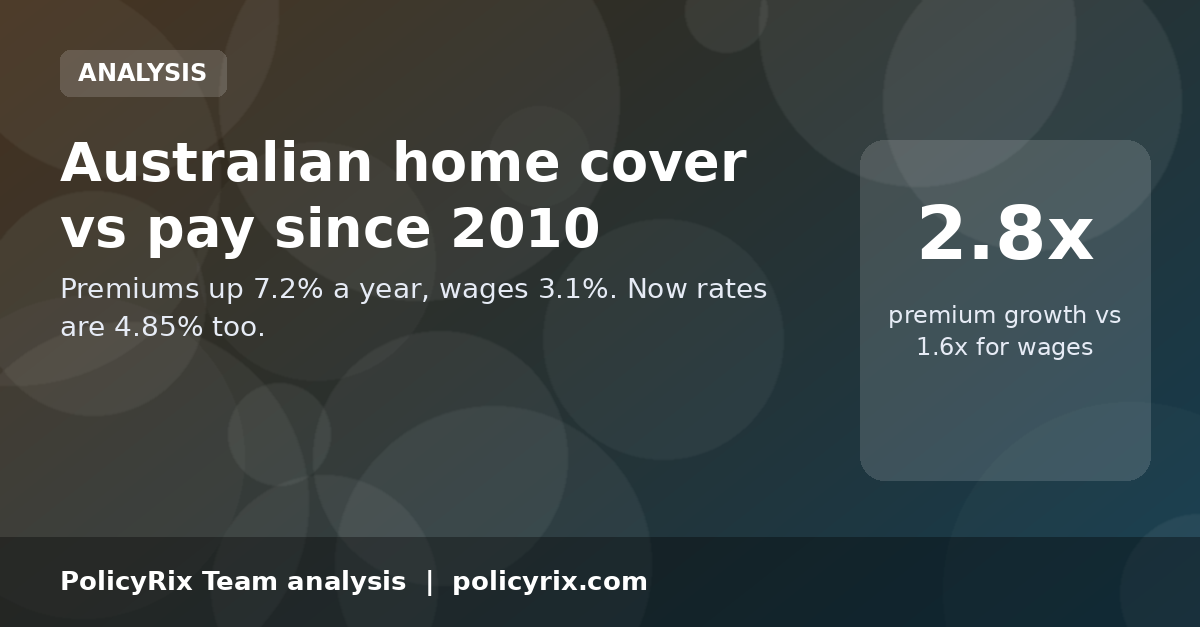 ANALYSIS
Australian home cover
vs pay since 2010
Premiums up 7.2% a year, wages 3.1%. Now rates
are 4.85% too.
2.8x
premium growth vs
1.6x for wages
PolicyRix Team analysis | policyrix.com